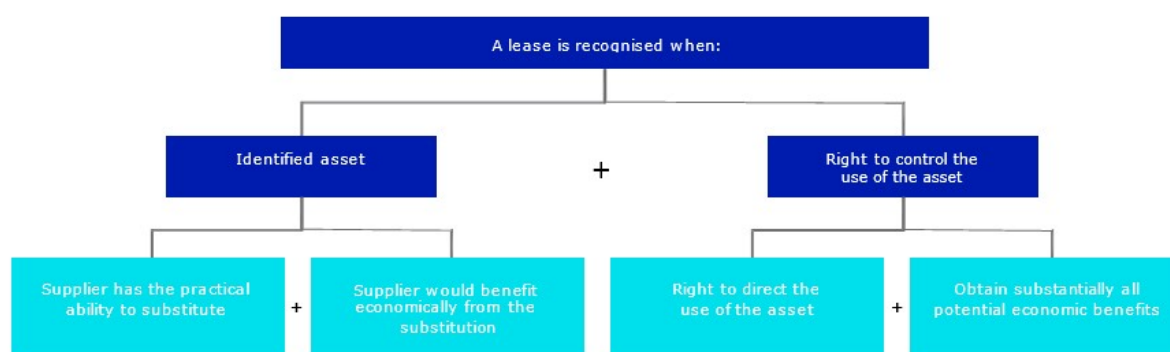 A lease is recognised when:
Identified asset
+
Right to control the
use of the asset
Supplier has the practical
ability to substitute
+
Supplier would benefit
economically from the
substitution
Right to direct the
use of the asset
+
Obtain substantially all
potential economic benefits